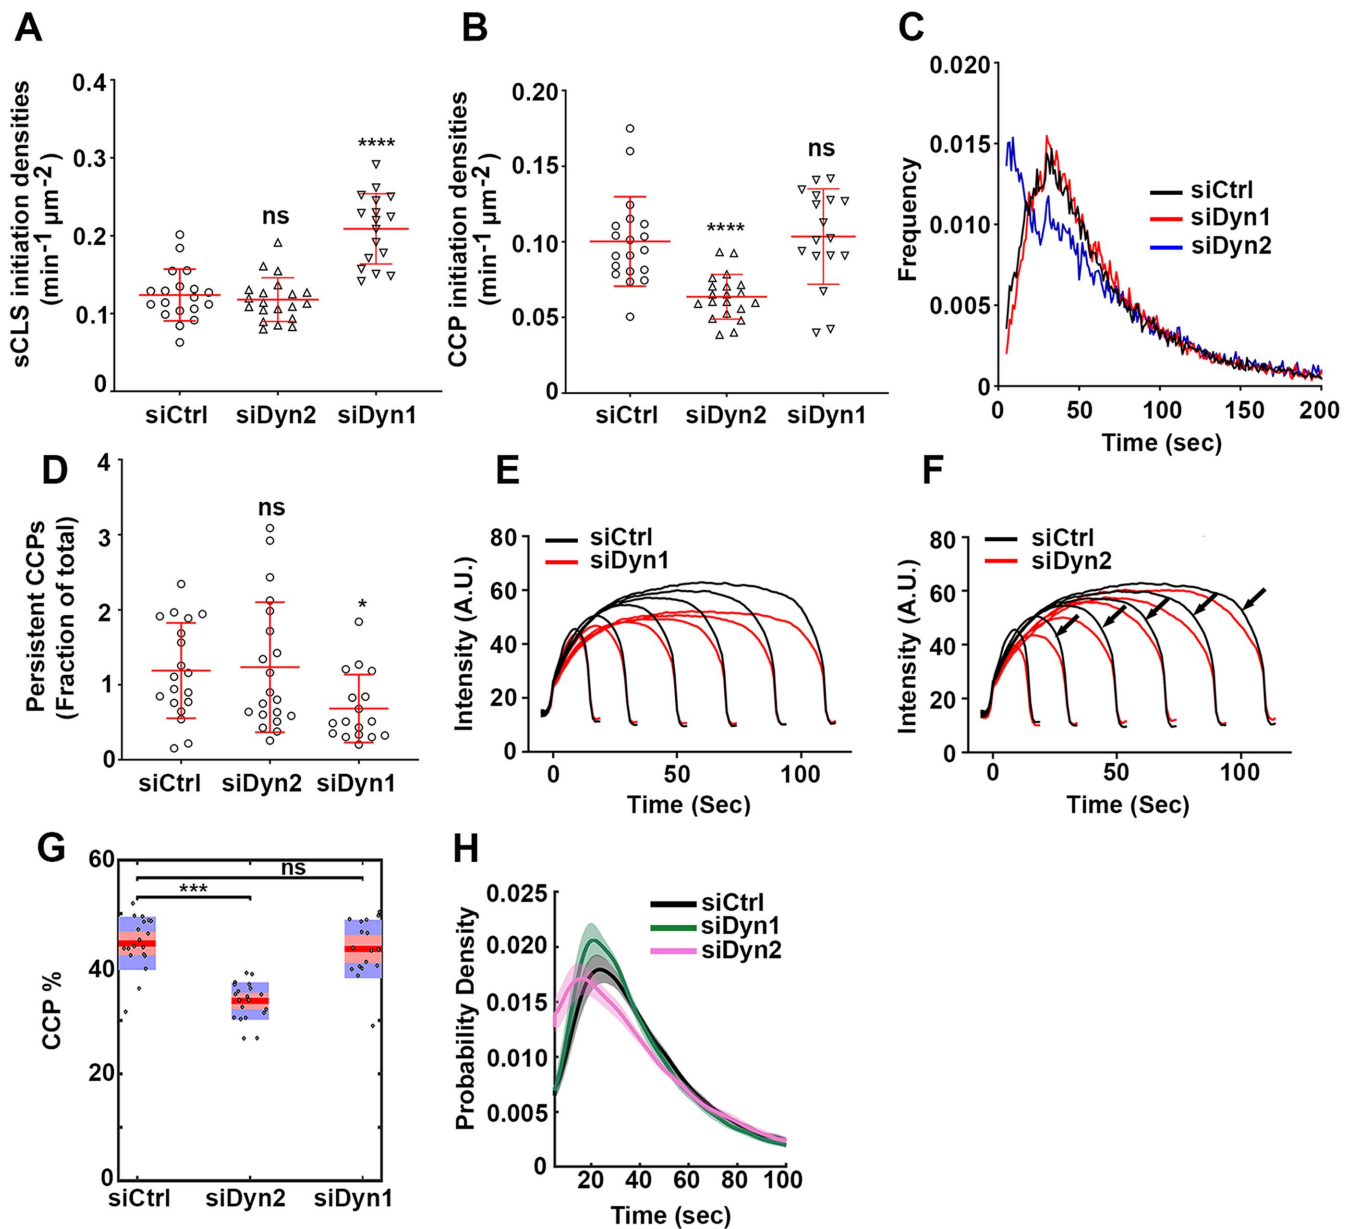 A
sCLS initiation densities
(min-1 µm-2)
0.4
0.3
0.2
0.1
0
ns
****
siCtrl
siDyn2
siDyn1
B
CCP initiation densities
(min-1 µm-2)
0.20
0.15
0.10
0.05
0
****
ns
siCtrl
siDyn2
siDyn1
C
Frequency
0.020
0.015
0.010
0.005
0
siCtrl
siDyn1
siDyn2
0
50
100
150
200
Time (sec)
D
Persistent CCPs
(Fraction of total)
4
3
2
1
0
ns
*
siCtrl
siDyn2
siDyn1
E
Intensity (A.U.)
80
60
40
20
0
siCtrl
siDyn1
0
50
100
Time (Sec)
F
Intensity (A.U.)
80
60
40
20
0
siCtrl
siDyn2
0
50
100
Time (Sec)
G
CCP %
60
40
20
0
ns
***
siCtrl
siDyn2
siDyn1
H
Probability Density
0.025
0.020
0.015
0.010
0.005
0
siCtrl
siDyn1
siDyn2
20
40
60
80
100
Time (sec)